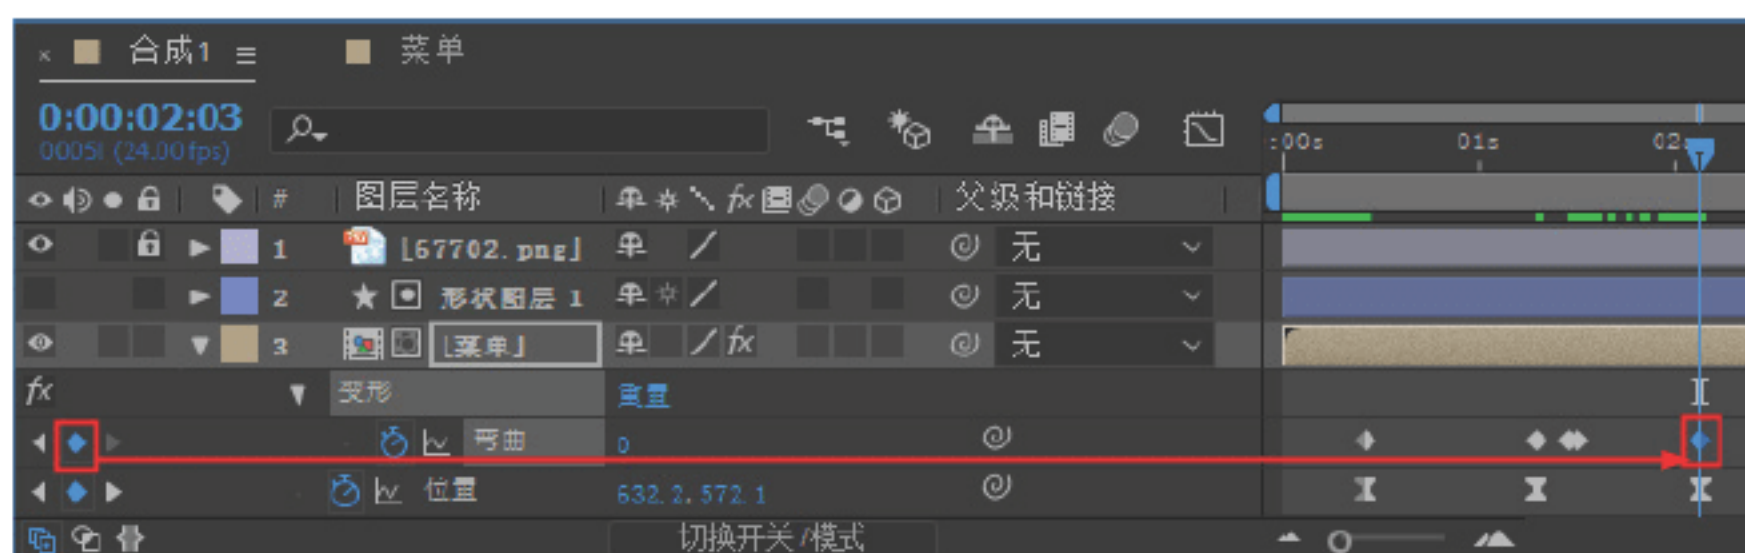 合成1 菜单
0:00:02:03
00051 (24.00 fps)
:00s 01s 02s
# 图层名称 fx 父级和链接
1 [67702.png] 无
2 形状图层 1 无
3 [菜单] fx 无
fx 变形 重置
弯曲 0
位置 632.2,572.1
切换开关/模式